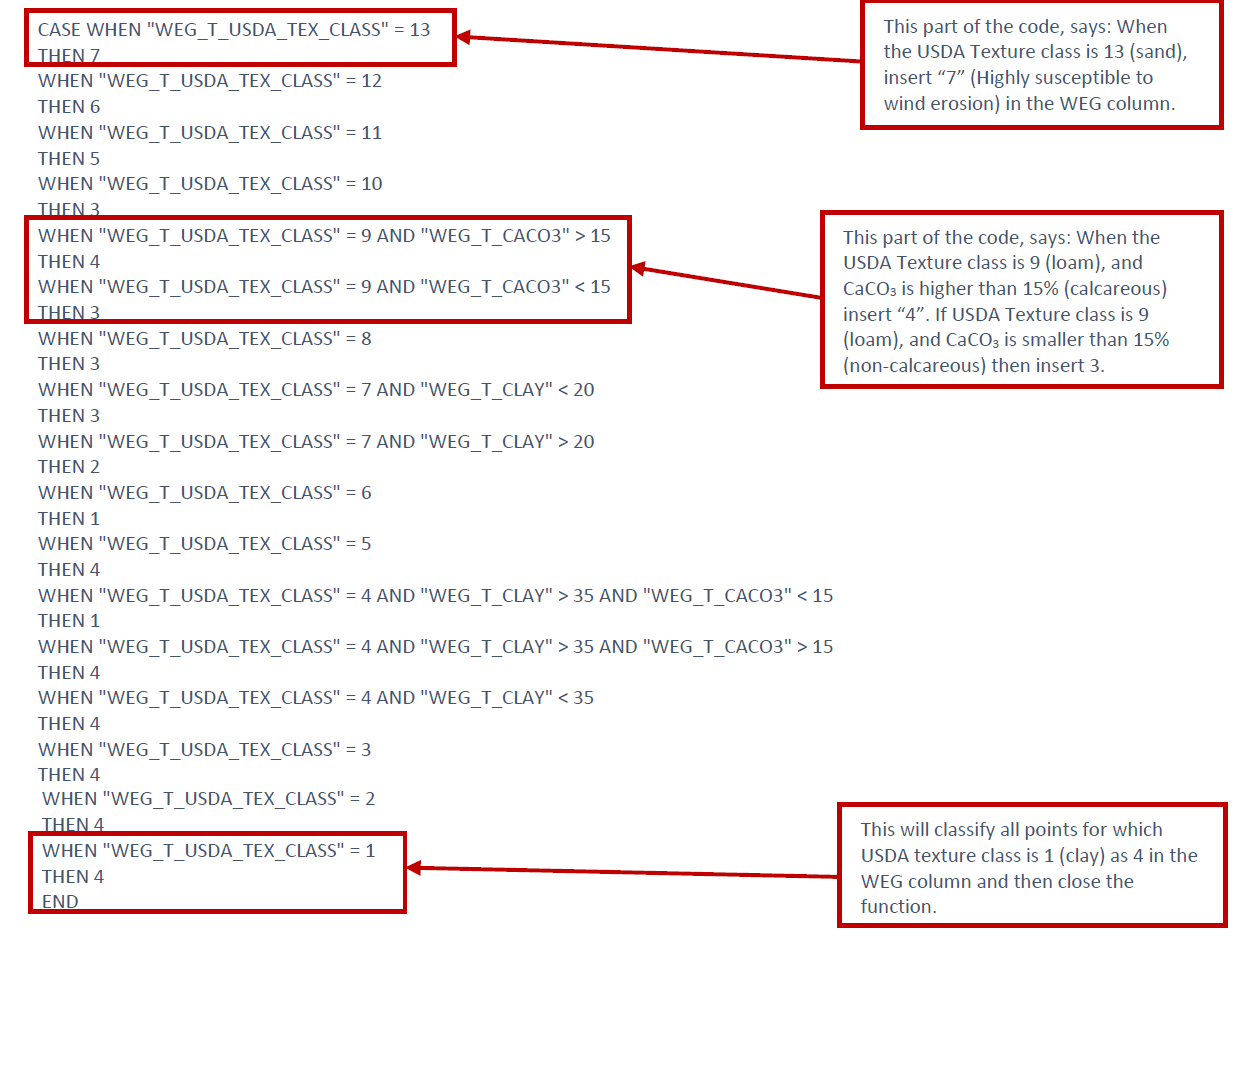 CASE WHEN "WEG_T_USDA_TEX_CLASS" = 13
THEN 7
WHEN "WEG_T_USDA_TEX_CLASS" = 12
THEN 6
WHEN "WEG_T_USDA_TEX_CLASS" = 11
THEN 5
WHEN "WEG_T_USDA_TEX_CLASS" = 10
THEN 3
WHEN "WEG_T_USDA_TEX_CLASS" = 9 AND "WEG_T_CACO3" > 15
THEN 4
WHEN "WEG_T_USDA_TEX_CLASS" = 9 AND "WEG_T_CACO3" < 15
THEN 3
WHEN "WEG_T_USDA_TEX_CLASS" = 8
THEN 3
WHEN "WEG_T_USDA_TEX_CLASS" = 7 AND "WEG_T_CLAY" < 20
THEN 3
WHEN "WEG_T_USDA_TEX_CLASS" = 7 AND "WEG_T_CLAY" > 20
THEN 2
WHEN "WEG_T_USDA_TEX_CLASS" = 6
THEN 1
WHEN "WEG_T_USDA_TEX_CLASS" = 5
THEN 4
WHEN "WEG_T_USDA_TEX_CLASS" = 4 AND "WEG_T_CLAY" > 35 AND "WEG_T_CACO3" < 15
THEN 1
WHEN "WEG_T_USDA_TEX_CLASS" = 4 AND "WEG_T_CLAY" > 35 AND "WEG_T_CACO3" > 15
THEN 4
WHEN "WEG_T_USDA_TEX_CLASS" = 4 AND "WEG_T_CLAY" < 35
THEN 4
WHEN "WEG_T_USDA_TEX_CLASS" = 3
THEN 4
WHEN "WEG_T_USDA_TEX_CLASS" = 2
THEN 4
WHEN "WEG_T_USDA_TEX_CLASS" = 1
THEN 4
END
This part of the code, says: When
the USDA Texture class is 13 (sand),
insert “7” (Highly susceptible to
wind erosion) in the WEG column.
This part of the code, says: When the
USDA Texture class is 9 (loam), and
CaCO₃ is higher than 15% (calcareous)
insert “4”. If USDA Texture class is 9
(loam), and CaCO₃ is smaller than 15%
(non-calcareous) then insert 3.
This will classify all points for which
USDA texture class is 1 (clay) as 4 in the
WEG column and then close the
function.